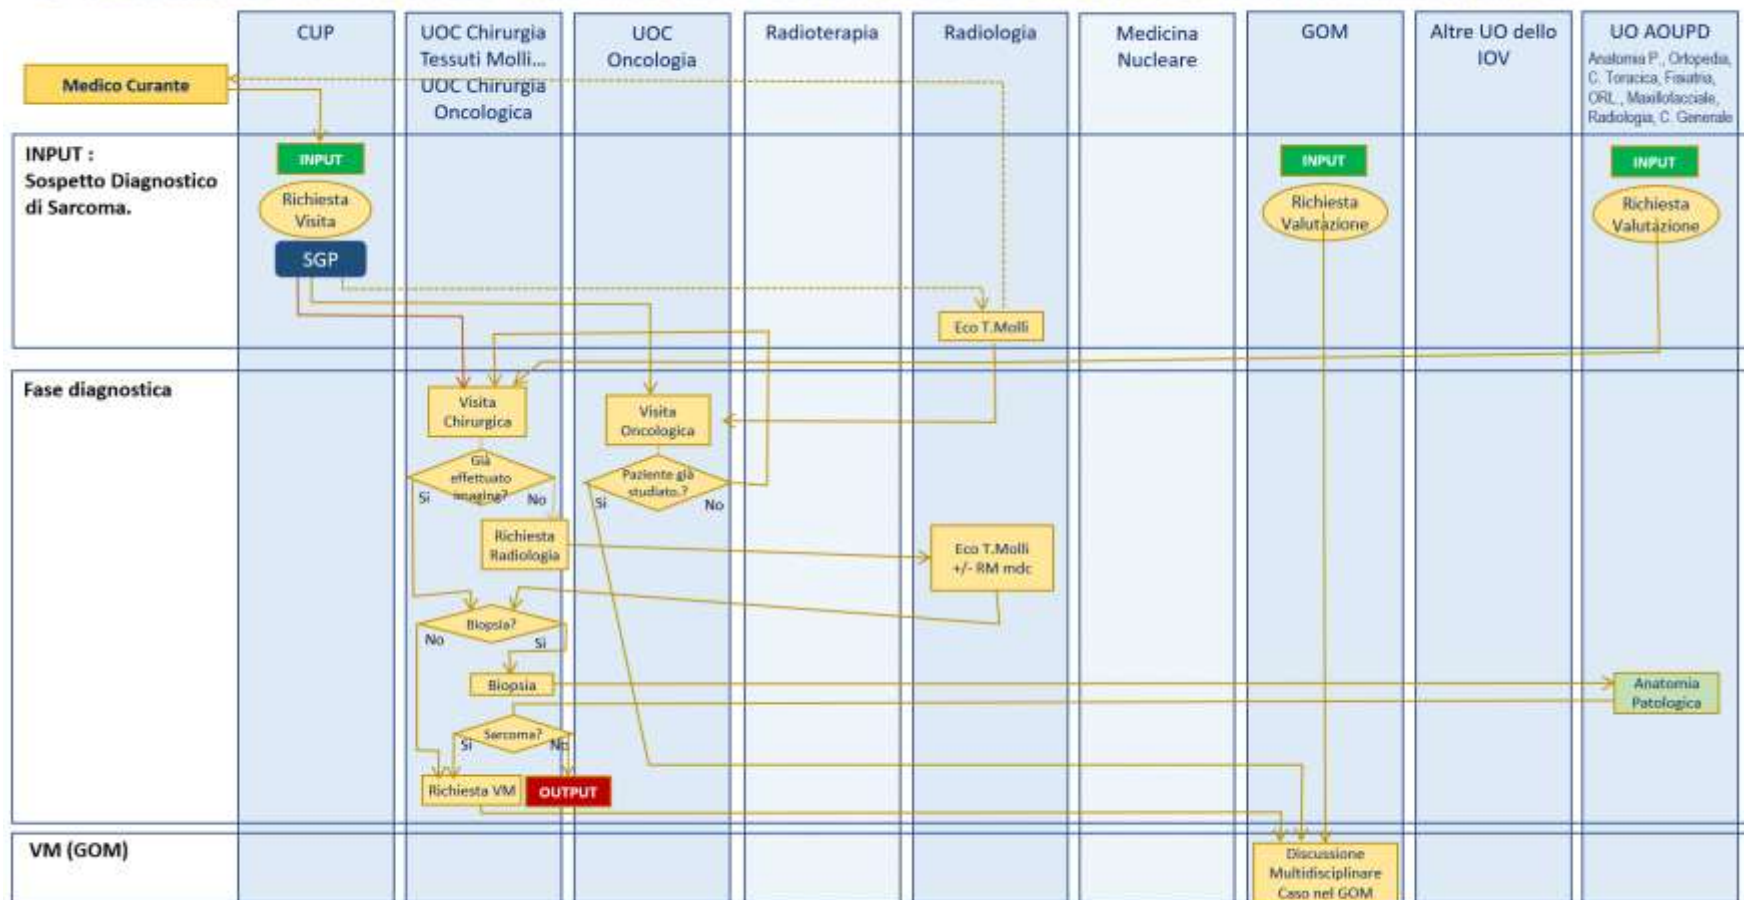 CUP
UOC Chirurgia
Tessuti Molli...
UOC Chirurgia
Oncologica
UOC
Oncologia
Radioterapia
Radiologia
Medicina
Nucleare
GOM
Altre UO dello
IOV
UO AOUPD
Anatomia P., Ortopedia,
C. Toracica, Fisiatria,
ORL., Maxillofacciale,
Radiologia, C. Generale
Medico Curante
INPUT :
Sospetto Diagnostico
di Sarcoma.
INPUT
Richiesta
Visita
SGP
INPUT
Richiesta
Valutazione
INPUT
Richiesta
Valutazione
Eco T.Molli
Fase diagnostica
Visita
Chirurgica
Visita
Oncologica
Già
effettuato
imaging?
Si
No
Paziente già
studiato.?
Si
No
Richiesta
Radiologia
Eco T.Molli
+/- RM mdc
Biopsia?
No
Si
Biopsia
Anatomia
Patologica
Sarcoma?
Si
No
Richiesta VM
OUTPUT
VM (GOM)
Discussione
Multidisciplinare
Caso nel GOM